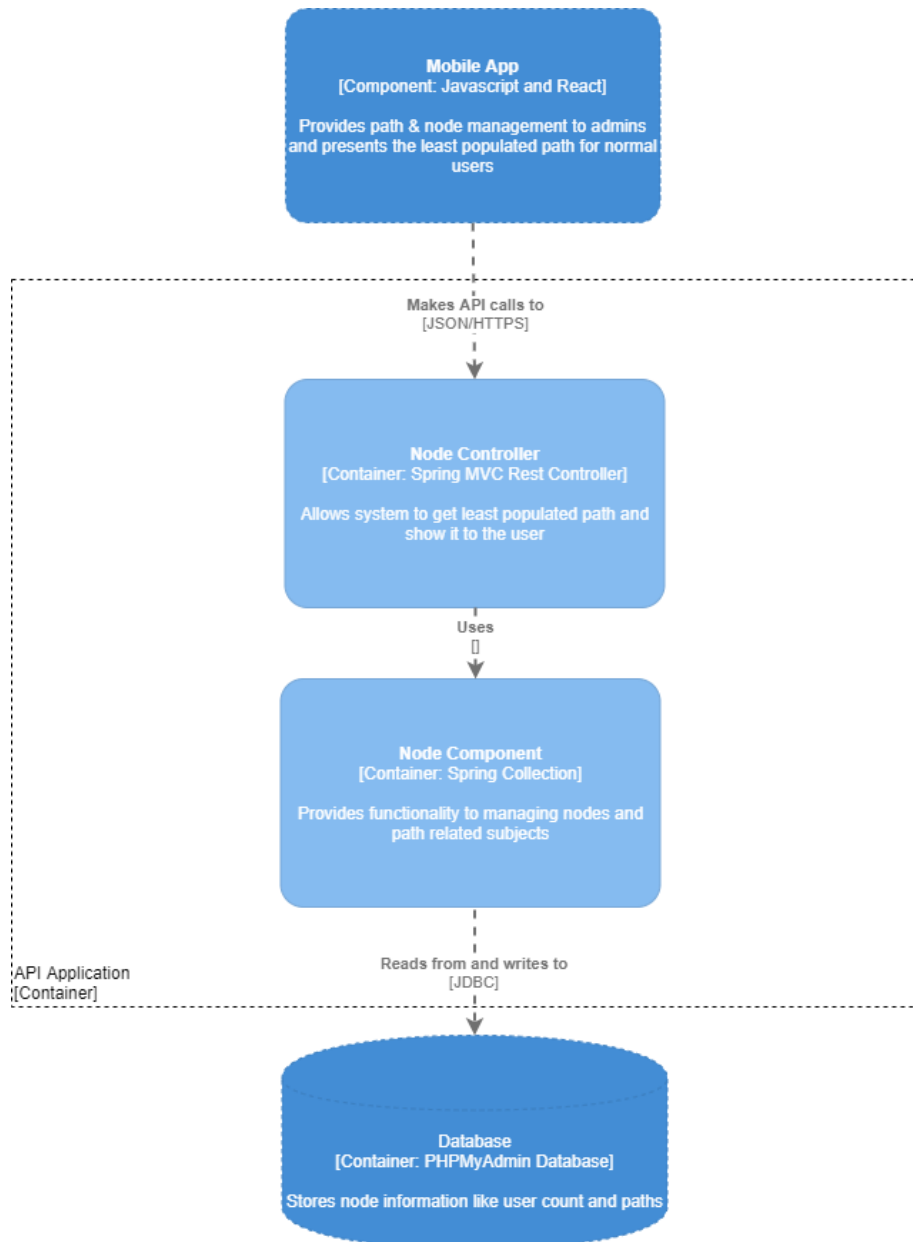 Mobile App
[Component: Javascript and React]
Provides path & node management to admins
and presents the least populated path for normal
users
Makes API calls to
[JSON/HTTPS]
Node Controller
[Container: Spring MVC Rest Controller]
Allows system to get least populated path and
show it to the user
Uses
[]
Node Component
[Container: Spring Collection]
Provides functionality to managing nodes and
path related subjects
Reads from and writes to
[JDBC]
API Application
[Container]
Database
[Container: PHPMyAdmin Database]
Stores node information like user count and paths